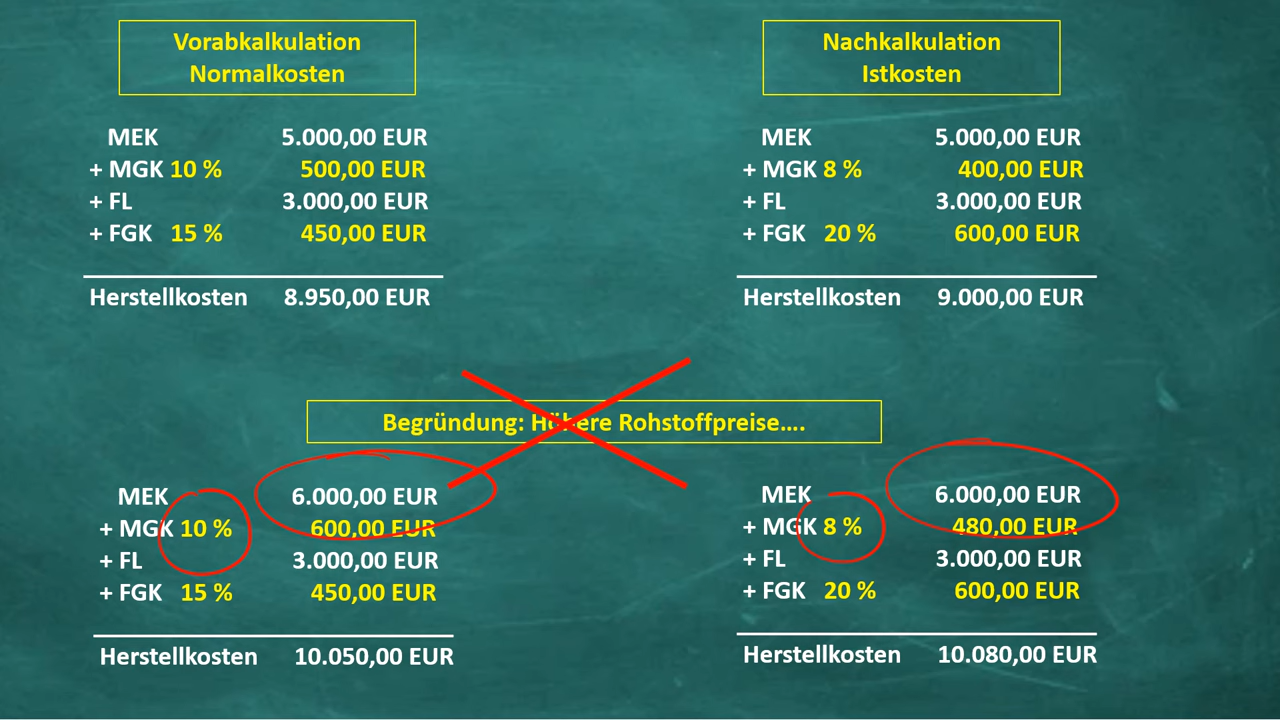 Vorabkalkulation
Normalkosten
MEK 5.000,00 EUR
+ MGK 10 % 500,00 EUR
+ FL 3.000,00 EUR
+ FGK 15 % 450,00 EUR
Herstellkosten 8.950,00 EUR
Nachkalkulation
Istkosten
MEK 5.000,00 EUR
+ MGK 8 % 400,00 EUR
+ FL 3.000,00 EUR
+ FGK 20 % 600,00 EUR
Herstellkosten 9.000,00 EUR
Begründung: Höhere Rohstoffpreise....
MEK 6.000,00 EUR
+ MGK 10 % 600,00 EUR
+ FL 3.000,00 EUR
+ FGK 15 % 450,00 EUR
Herstellkosten 10.050,00 EUR
MEK 6.000,00 EUR
+ MGK 8 % 480,00 EUR
+ FL 3.000,00 EUR
+ FGK 20 % 600,00 EUR
Herstellkosten 10.080,00 EUR